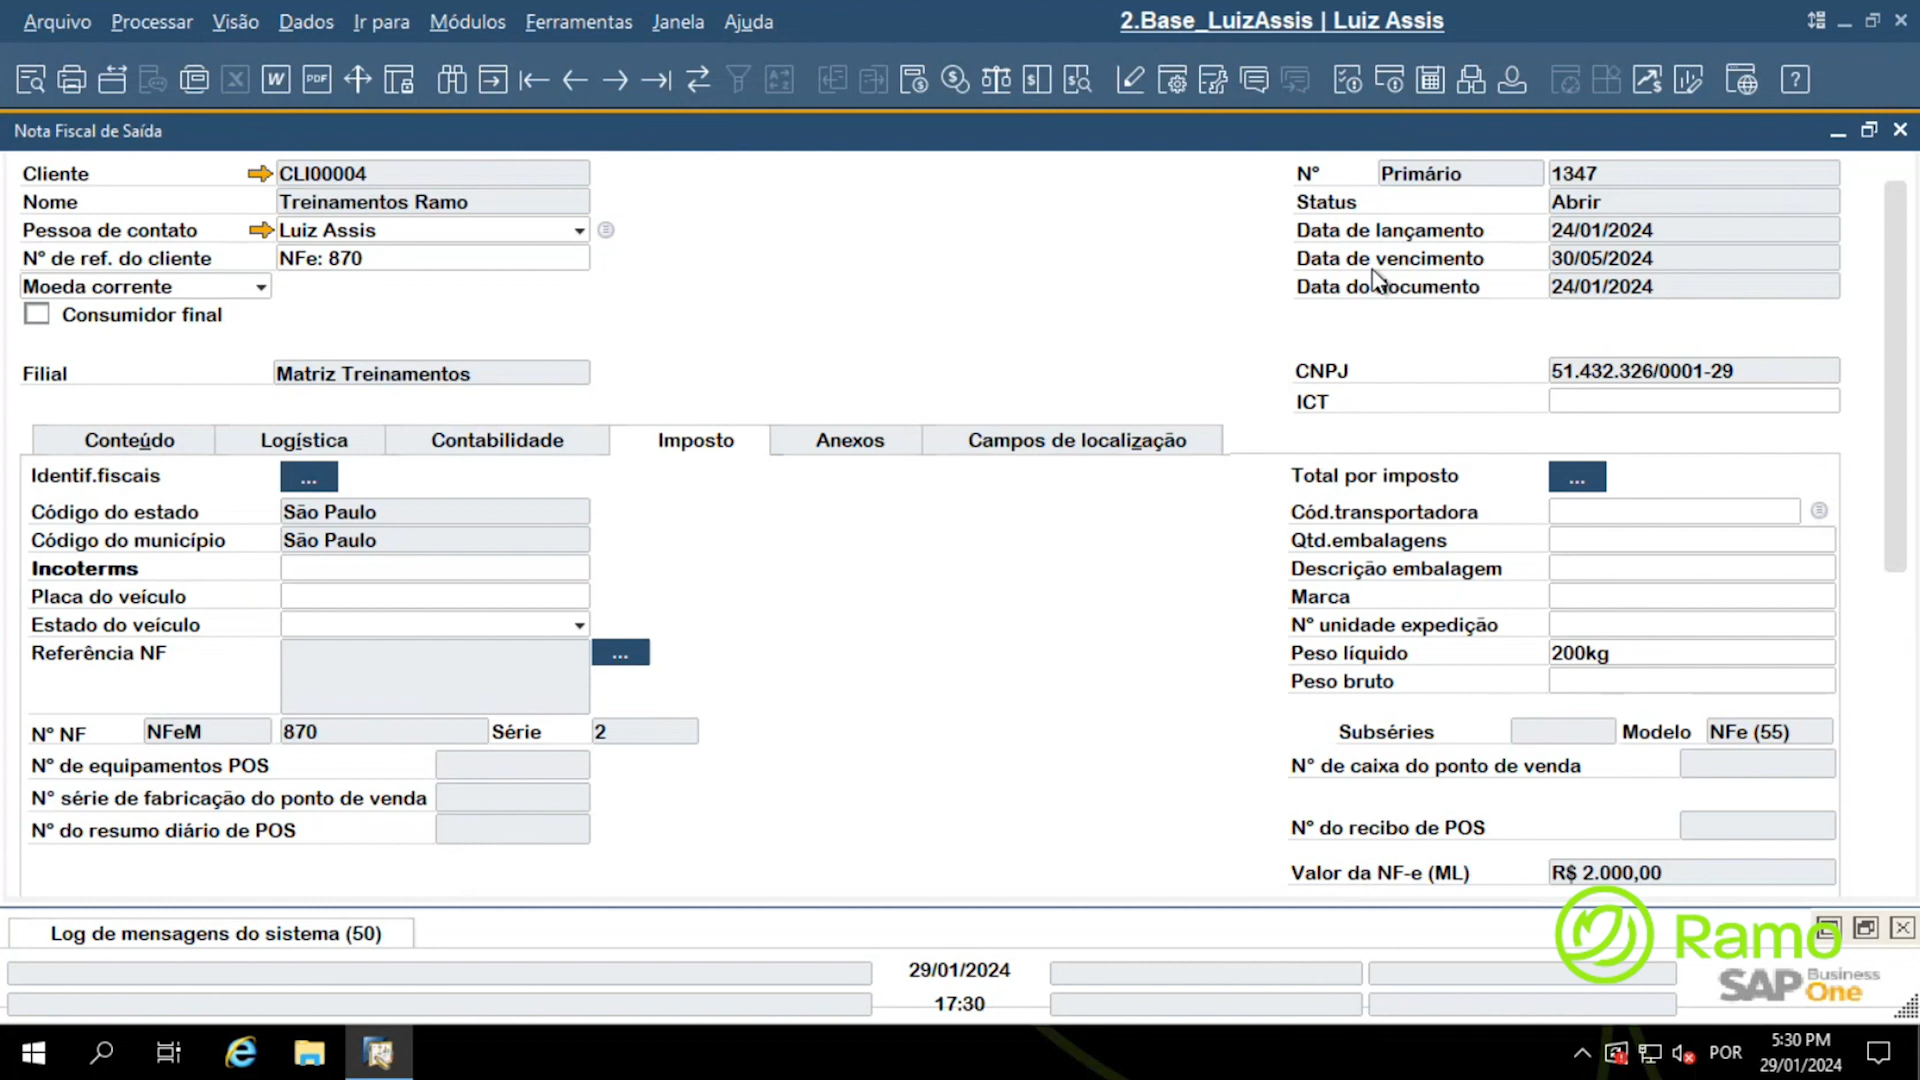 Arquivo Processar Visão Dados Ir para Módulos Ferramentas Janela Ajuda
2.Base_LuizAssis | Luiz Assis
Nota Fiscal de Saída
Cliente CLI00004
Nome Treinamentos Ramo
Pessoa de contato Luiz Assis
Nº de ref. do cliente NFe: 870
Moeda corrente
Consumidor final
Filial Matriz Treinamentos
Nº Primário 1347
Status Abrir
Data de lançamento 24/01/2024
Data de vencimento 30/05/2024
Data do documento 24/01/2024
CNPJ 51.432.326/0001-29
ICT
Conteúdo Logística Contabilidade Imposto Anexos Campos de localização
Identif.fiscais ...
Código do estado São Paulo
Código do município São Paulo
Incoterms
Placa do veículo
Estado do veículo
Referência NF ...
Nº NF NFeM 870 Série 2
Nº de equipamentos POS
Nº série de fabricação do ponto de venda
Nº do resumo diário de POS
Total por imposto ...
Cód.transportadora
Qtd.embalagens
Descrição embalagem
Marca
Nº unidade expedição
Peso líquido 200kg
Peso bruto
Subséries Modelo NFe (55)
Nº de caixa do ponto de venda
Nº do recibo de POS
Valor da NF-e (ML) R$ 2.000,00
Log de mensagens do sistema (50)
29/01/2024
17:30
Ramo
SAP Business One
POR
5:30 PM
29/01/2024